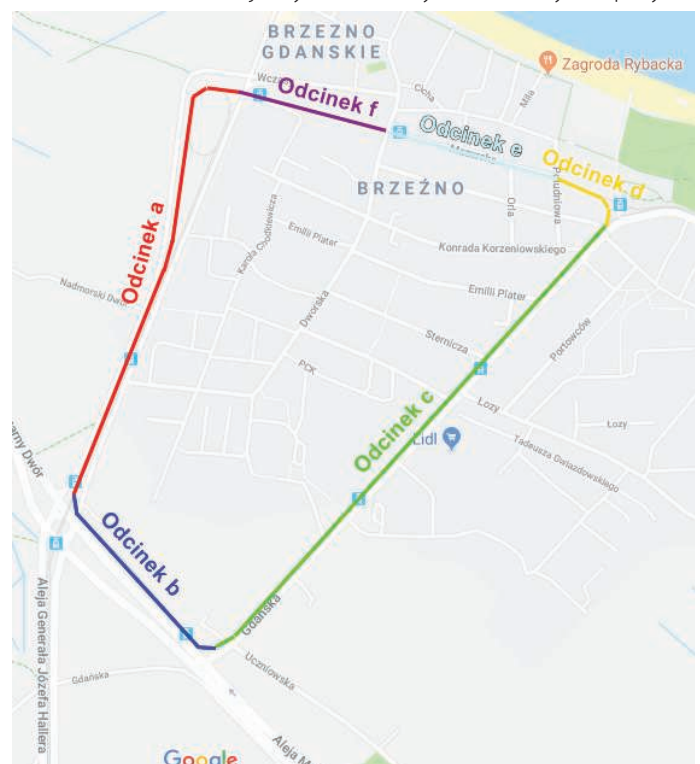 BRZEZNO
GDANSKIE
Zagroda Rybacka
Odcinek f
Cicha
Miła
Odcinek e
Odcinek d
BRZEŹNO
Orla
Odcinek a
Karola Chodkiewicza
Emilii Plater
Konrada Korzeniowskiego
Nadmorski Dwór
Dworska
Emilii Plater
Portowców
Sternicza
PCK
Łozy
Łozy
Odcinek c
Lidl
Tadeusza Gwiazdowskiego
Odcinek b
Gdańska
Uczniowska
Aleja Generała Józefa Hallera
Gdańska
Google
Aleja M